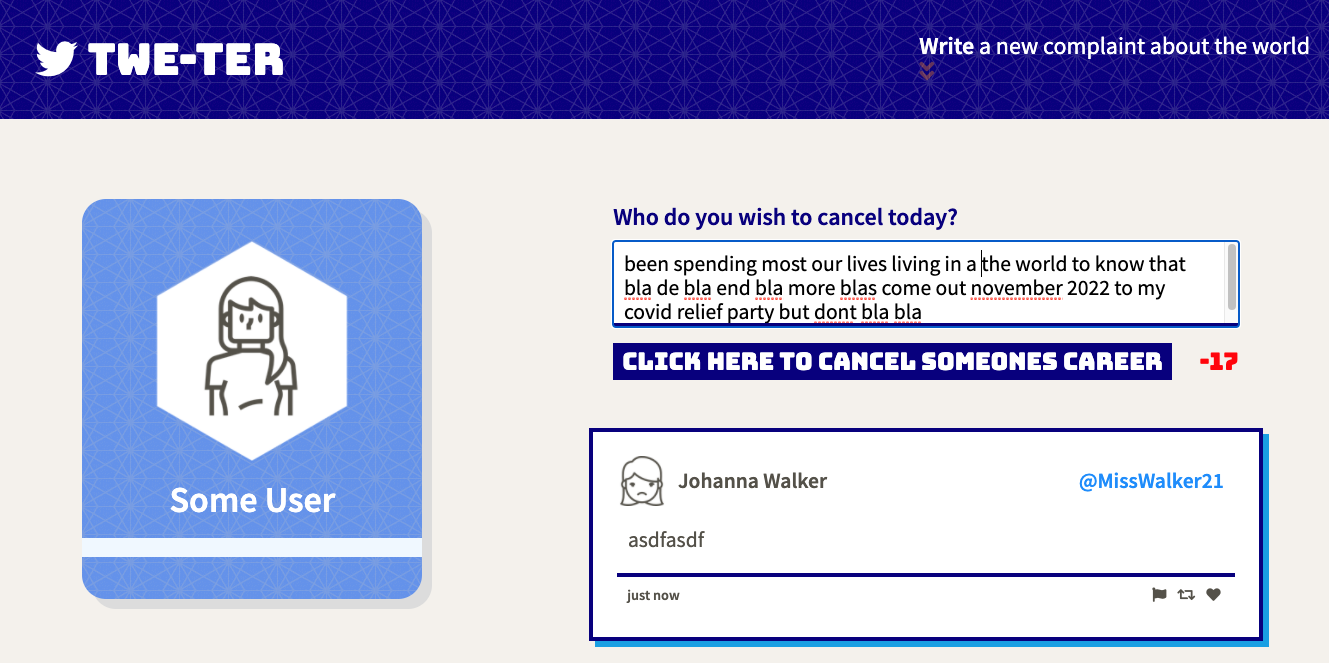 TWE-TER
Write a new complaint about the world
Some User
Who do you wish to cancel today?
been spending most our lives living in a the world to know that
bla de bla end bla more blas come out november 2022 to my
covid relief party but dont bla bla
CLICK HERE TO CANCEL SOMEONES CAREER
-17
Johanna Walker
@MissWalker21
asdfasdf
just now